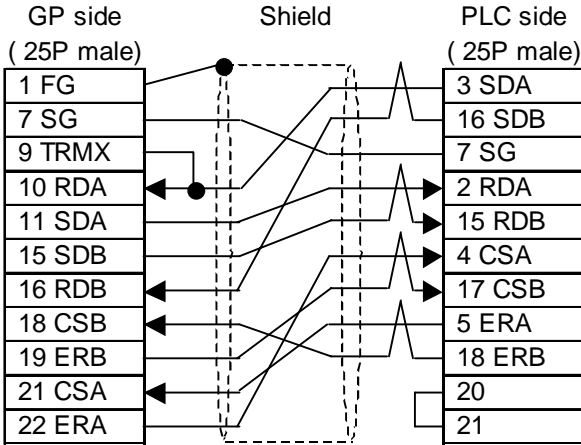 GP side Shield PLC side
( 25P male) ( 25P male)
1 FG 3 SDA
7 SG 16 SDB
9 TRMX 7 SG
10 RDA 2 RDA
11 SDA 15 RDB
15 SDB 4 CSA
16 RDB 17 CSB
18 CSB 5 ERA
19 ERB 18 ERB
21 CSA 20
22 ERA 21